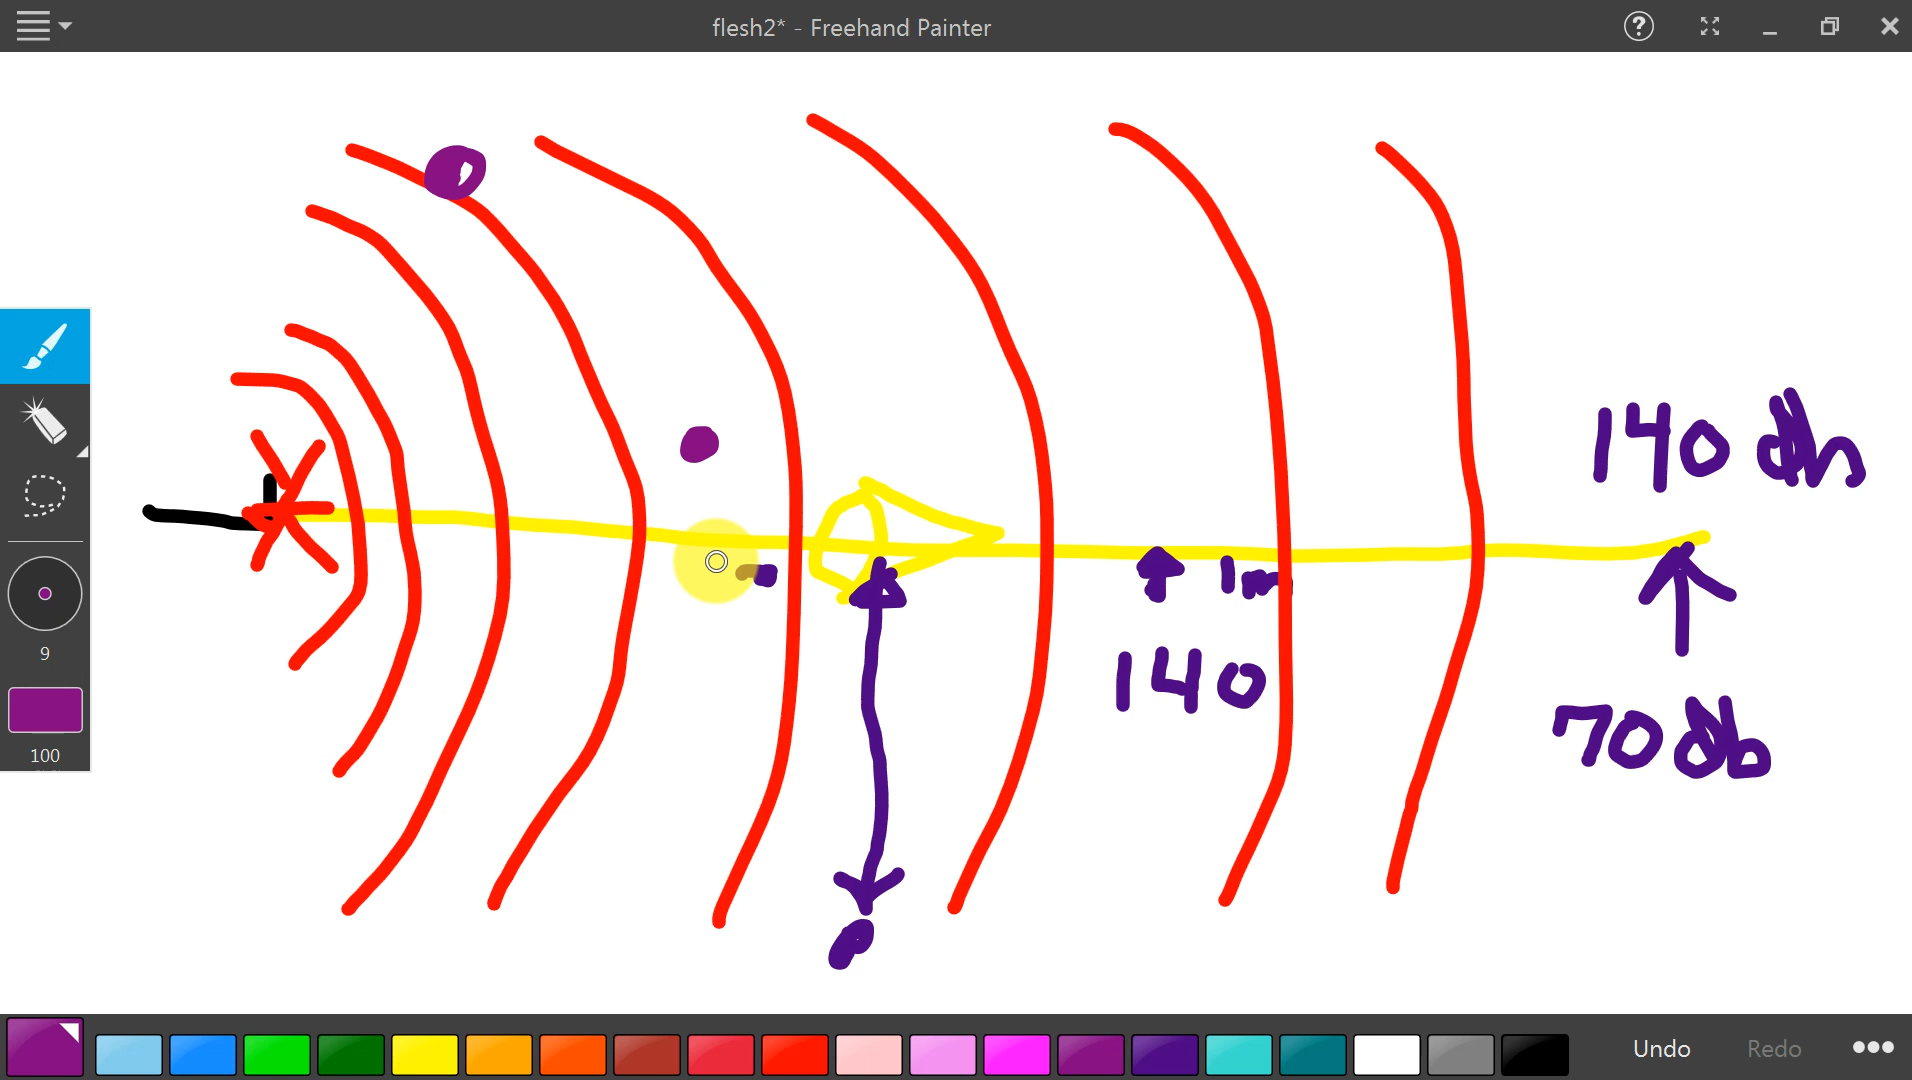 flesh2* - Freehand Painter
140 db
1m
140
70 db
9
100
Undo
Redo